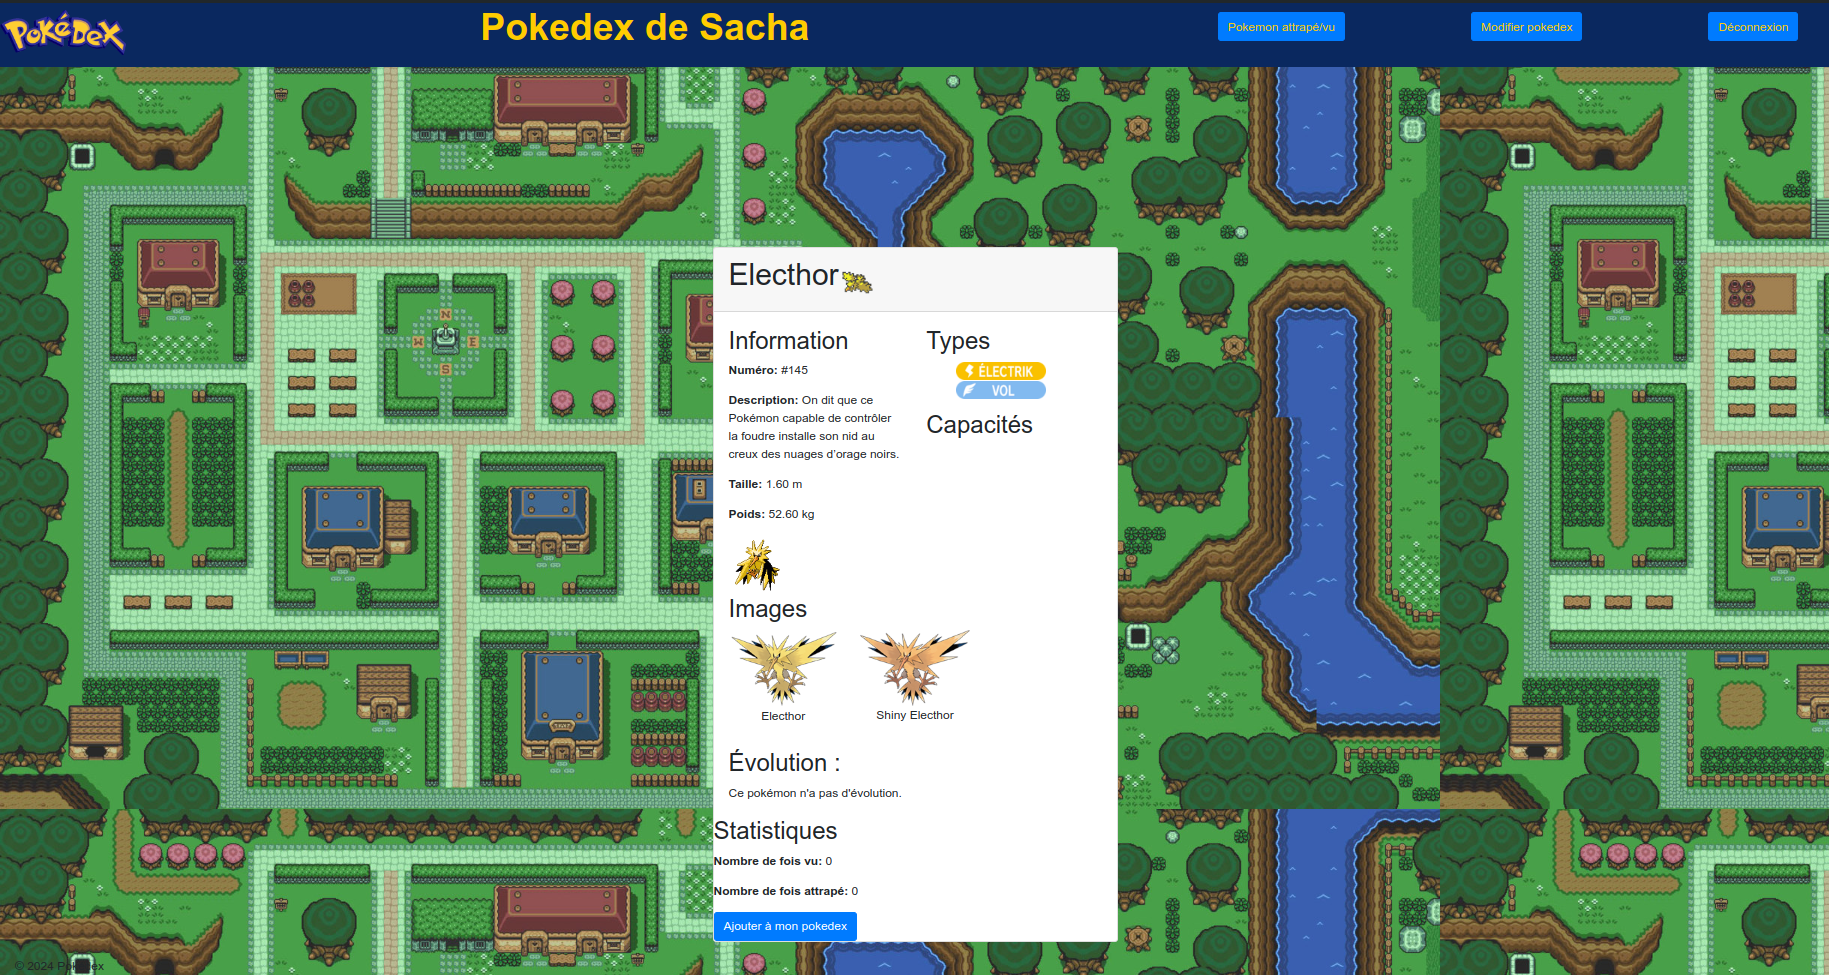 PoKéDeX
Pokedex de Sacha
Pokemon attrapé/vu
Modifier pokedex
Déconnexion
N
W E
S
Electhor
Information
Numéro: #145
Description: On dit que ce
Pokémon capable de contrôler
la foudre installe son nid au
creux des nuages d'orage noirs.
Taille: 1.60 m
Poids: 52.60 kg
Types
ÉLECTRIK
VOL
Capacités
Images
Electhor
Shiny Electhor
Évolution :
Ce pokémon n'a pas d'évolution.
Statistiques
Nombre de fois vu: 0
Nombre de fois attrapé: 0
Ajouter à mon pokedex
© 2024 Pokédex